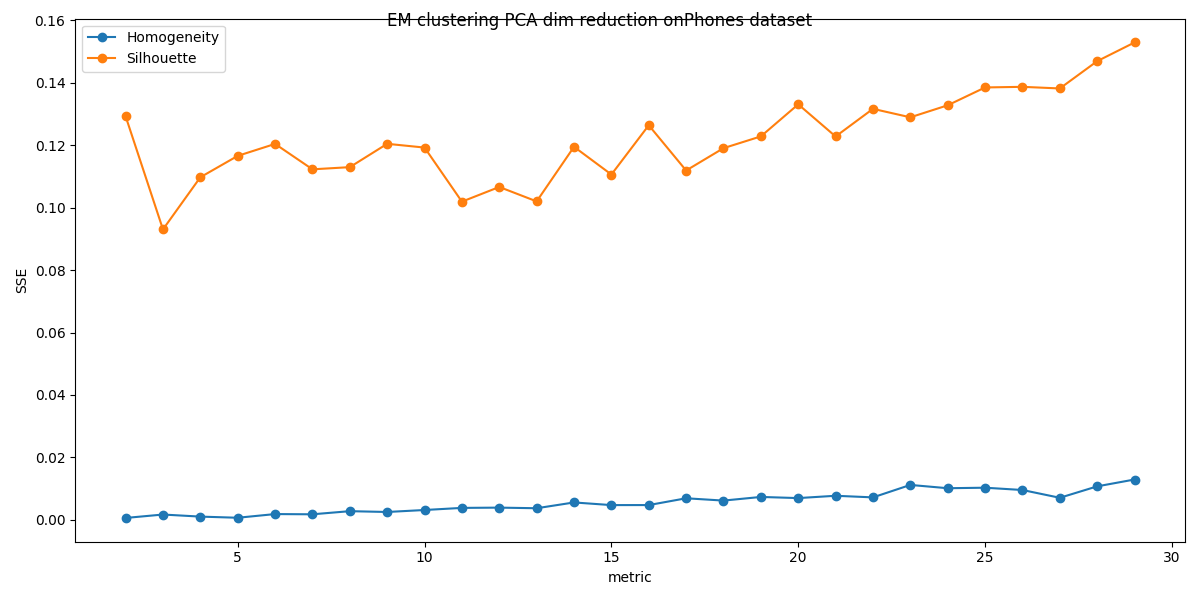 EM clustering PCA dim reduction onPhones dataset
Homogeneity
Silhouette
0.16
0.14
0.12
0.10
0.08
0.06
0.04
0.02
0.00
SSE
5 10 15 20 25 30
metric